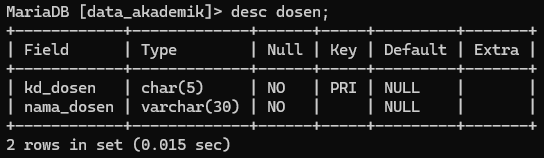 MariaDB [data_akademik]> desc dosen;
+------------+-------------+------+-----+---------+-------+
| Field      | Type        | Null | Key | Default | Extra |
+------------+-------------+------+-----+---------+-------+
| kd_dosen   | char(5)     | NO   | PRI | NULL    |       |
| nama_dosen | varchar(30) | NO   |     | NULL    |       |
+------------+-------------+------+-----+---------+-------+
2 rows in set (0.015 sec)